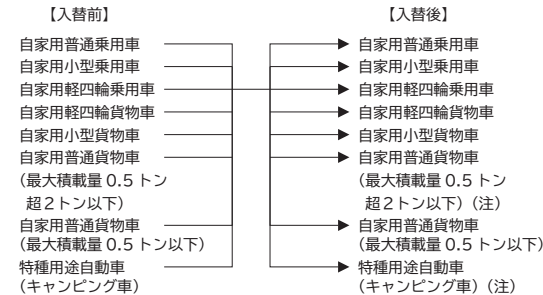 【入替前】 【入替後】
自家用普通乗用車 自家用普通乗用車
自家用小型乗用車 自家用小型乗用車
自家用軽四輪乗用車 自家用軽四輪乗用車
自家用軽四輪貨物車 自家用軽四輪貨物車
自家用小型貨物車 自家用小型貨物車
自家用普通貨物車 自家用普通貨物車
(最大積載量 0.5 トン (最大積載量 0.5 トン
超2トン以下) 超2トン以下)(注)
自家用普通貨物車 自家用普通貨物車
(最大積載量 0.5 トン以下) (最大積載量 0.5 トン以下)
特種用途自動車 特種用途自動車
(キャンピング車) (キャンピング車)(注)